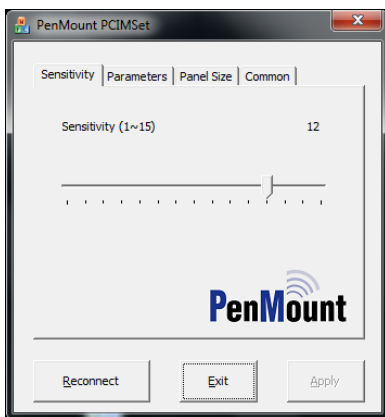 PenMount PCIMSet
Sensitivity Parameters Panel Size Common
Sensitivity (1~15) 12
PenMount
Reconnect Exit Apply